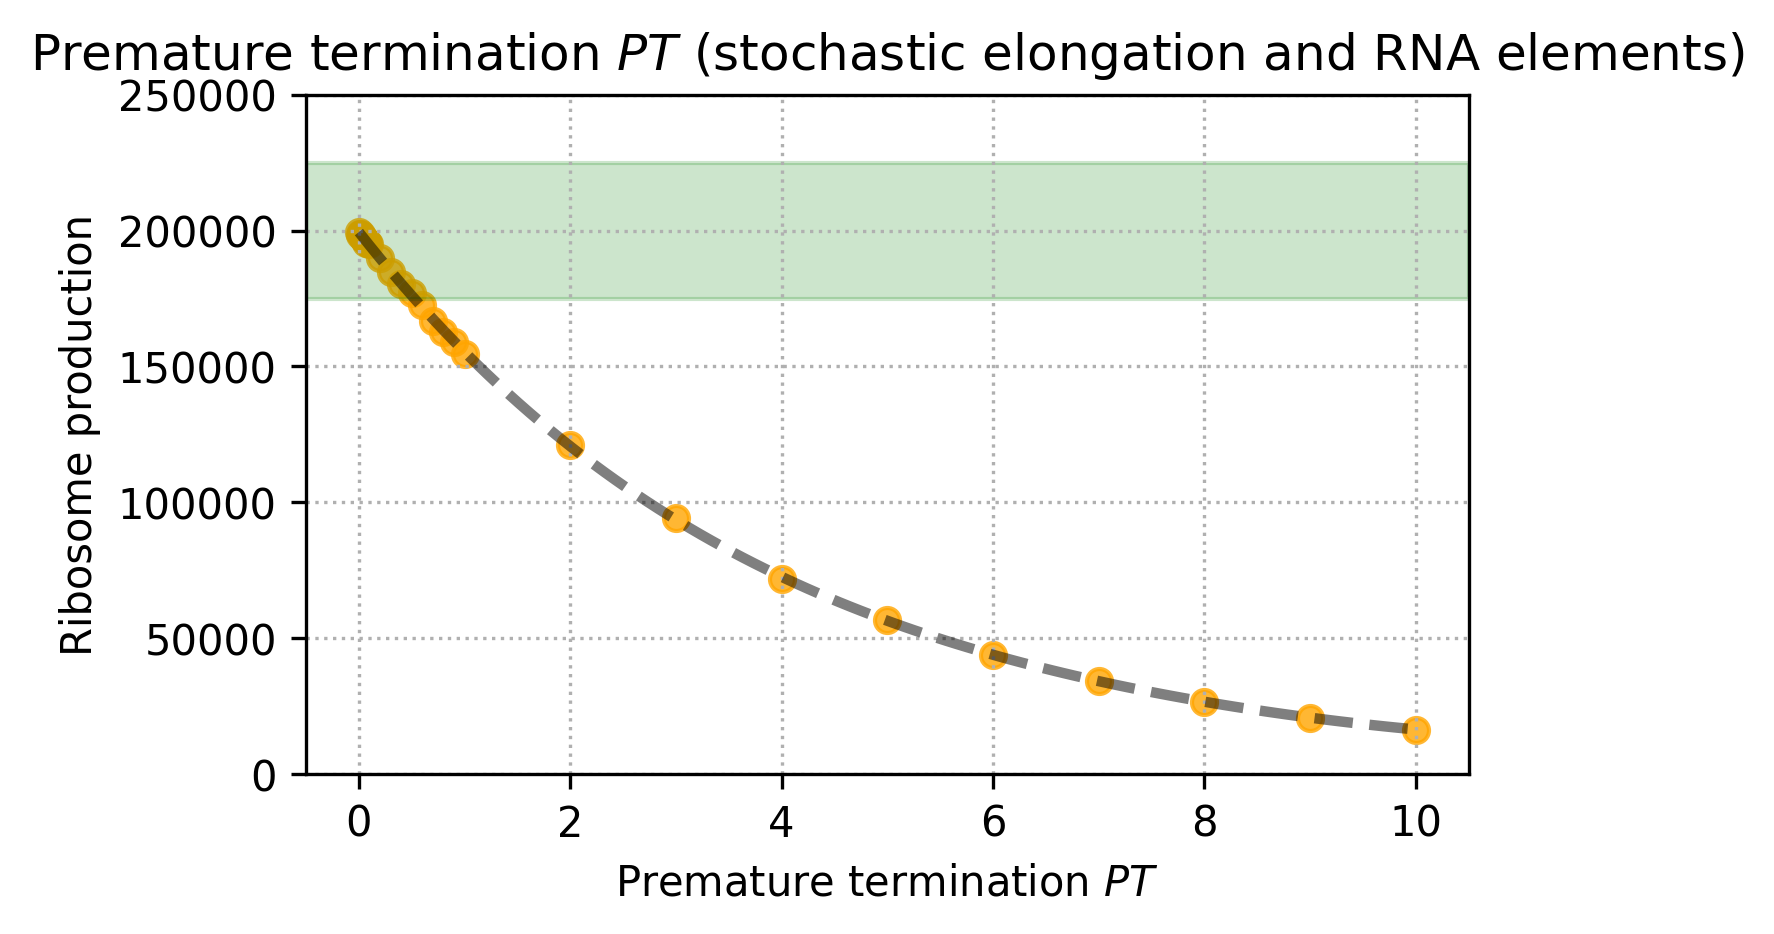 Premature termination PT (stochastic elongation and RNA elements)
250000
200000
150000
100000
50000
0
Ribosome production
0 2 4 6 8 10
Premature termination PT